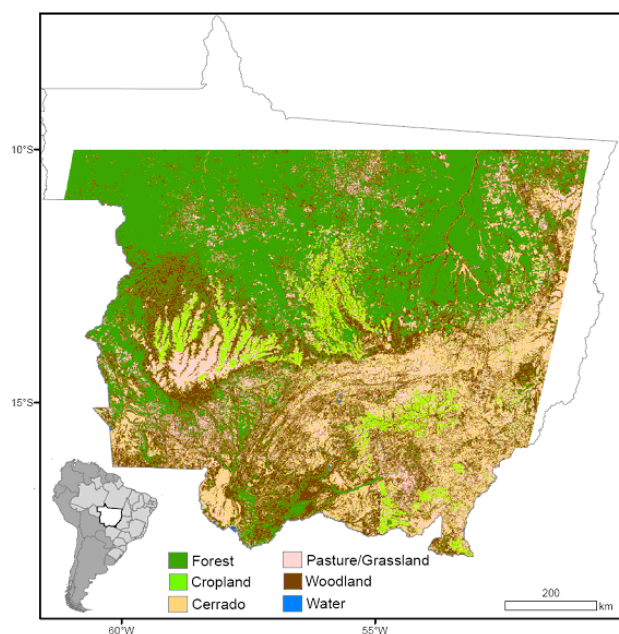 10°S
15°S
Forest
Pasture/Grassland
Cropland
Woodland
Cerrado
Water
200
km
60°W
55°W